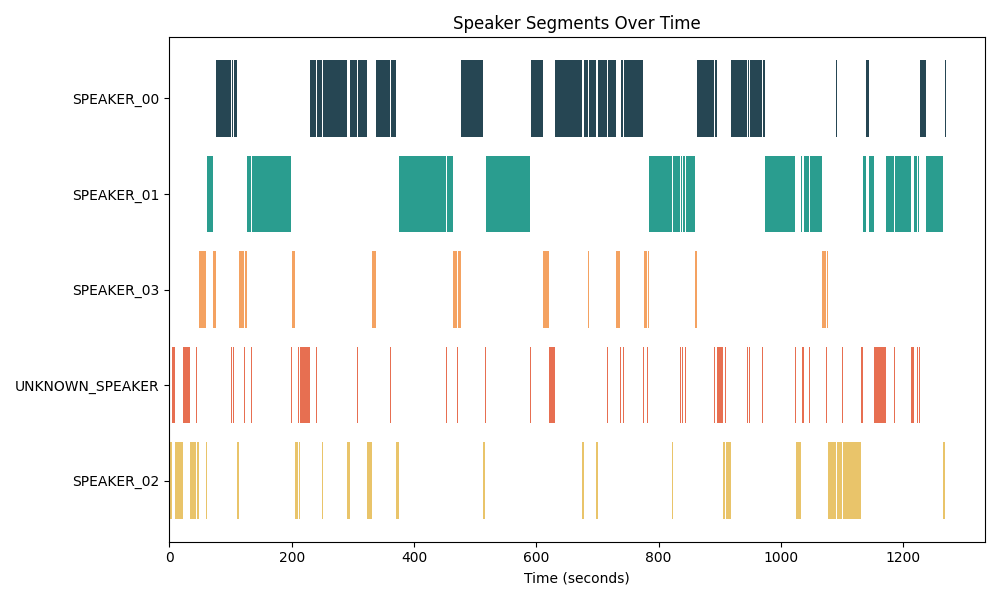 Speaker Segments Over Time
SPEAKER_00
SPEAKER_01
SPEAKER_03
UNKNOWN_SPEAKER
SPEAKER_02
0 200 400 600 800 1000 1200
Time (seconds)